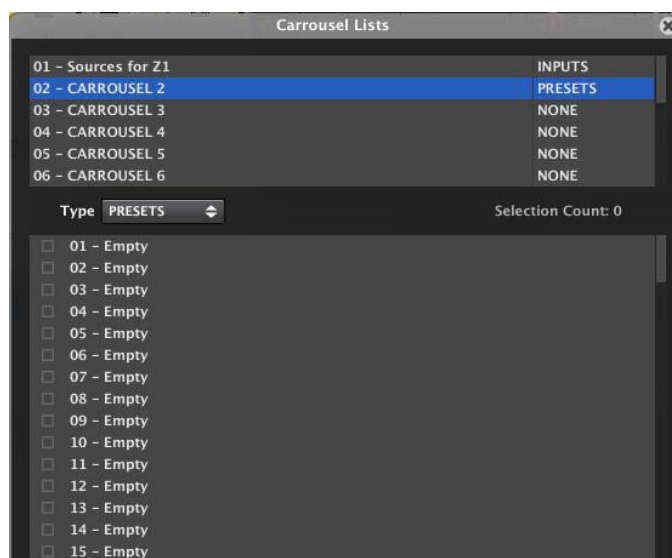 Carrousel Lists
01 - Sources for Z1 INPUTS
02 - CARROUSEL 2 PRESETS
03 - CARROUSEL 3 NONE
04 - CARROUSEL 4 NONE
05 - CARROUSEL 5 NONE
06 - CARROUSEL 6 NONE
Type PRESETS Selection Count: 0
01 - Empty
02 - Empty
03 - Empty
04 - Empty
05 - Empty
06 - Empty
07 - Empty
08 - Empty
09 - Empty
10 - Empty
11 - Empty
12 - Empty
13 - Empty
14 - Empty
15 - Empty